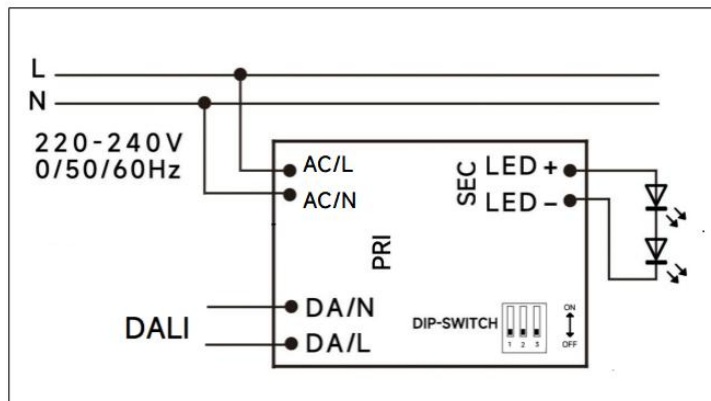 L
N
220-240V
0/50/60Hz
AC/L
AC/N
PRI
SEC
LED +
LED -
DALI
DA/N
DA/L
DIP-SWITCH
1 2 3
ON
OFF